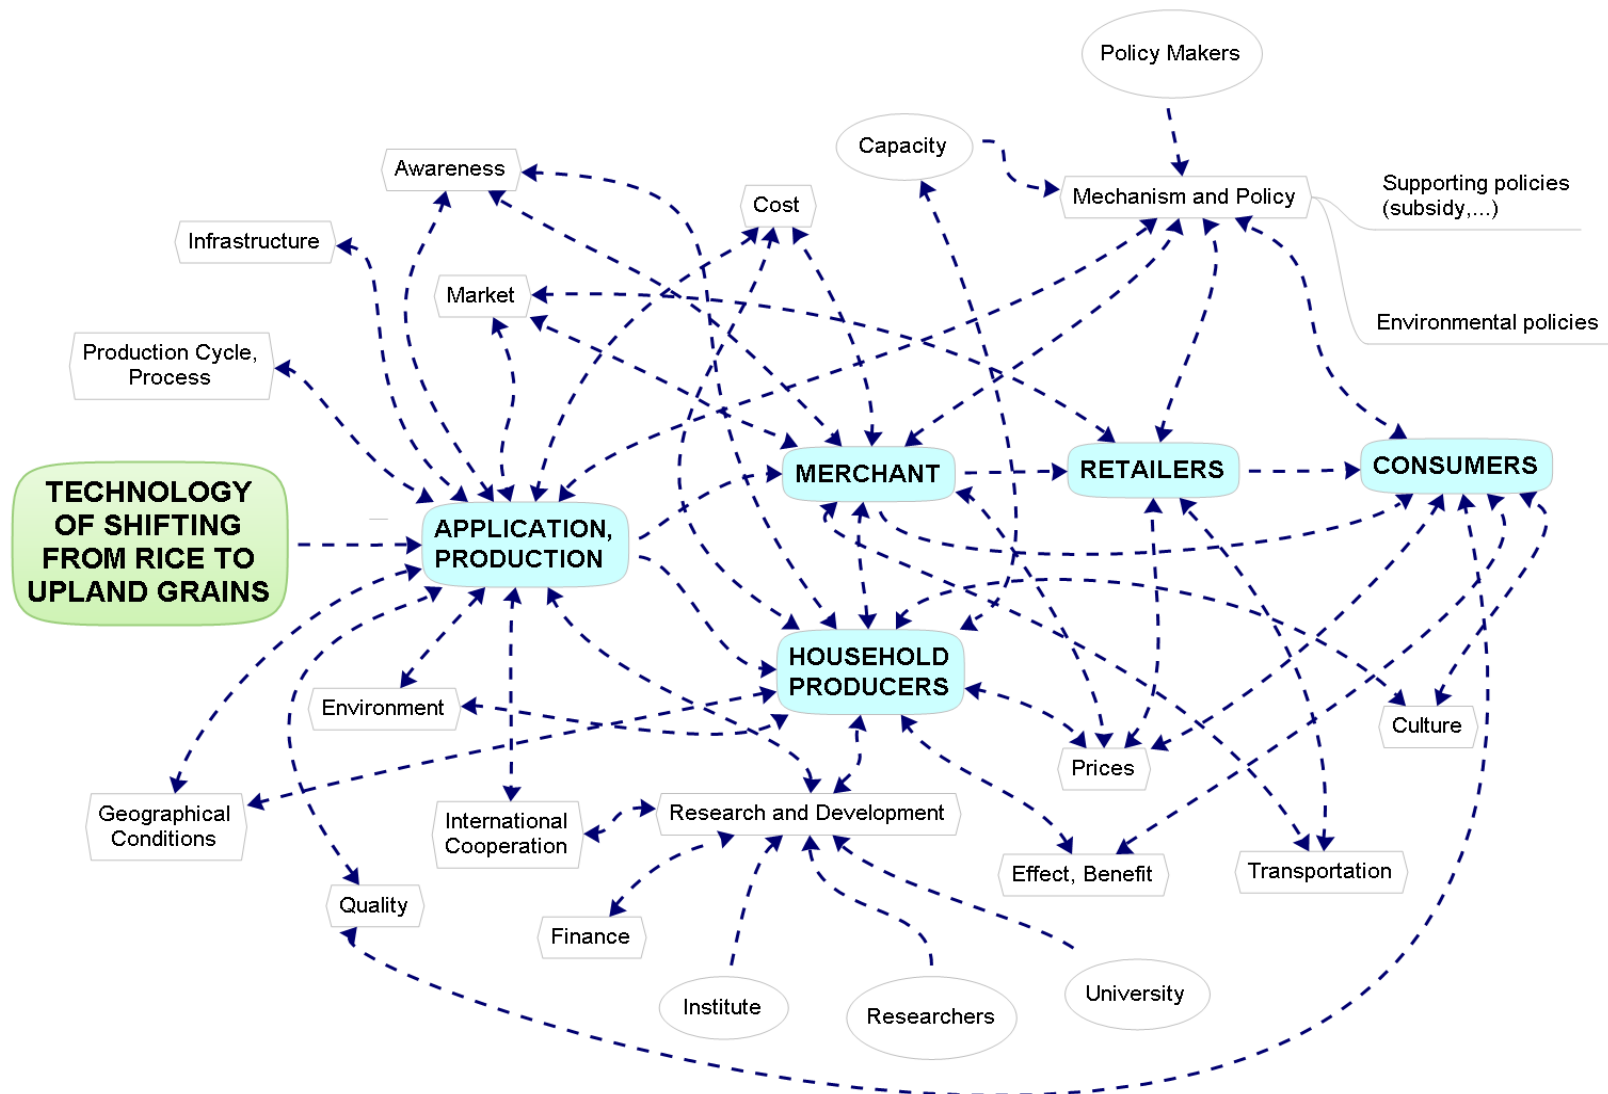 Policy Makers
Capacity
Awareness
Cost
Mechanism and Policy
Supporting policies
(subsidy,...)
Infrastructure
Market
Environmental policies
Production Cycle,
Process
TECHNOLOGY
OF SHIFTING
FROM RICE TO
UPLAND GRAINS
APPLICATION,
PRODUCTION
MERCHANT
RETAILERS
CONSUMERS
HOUSEHOLD
PRODUCERS
Environment
Culture
Prices
Geographical
Conditions
International
Cooperation
Research and Development
Effect, Benefit
Transportation
Quality
Finance
Institute
Researchers
University